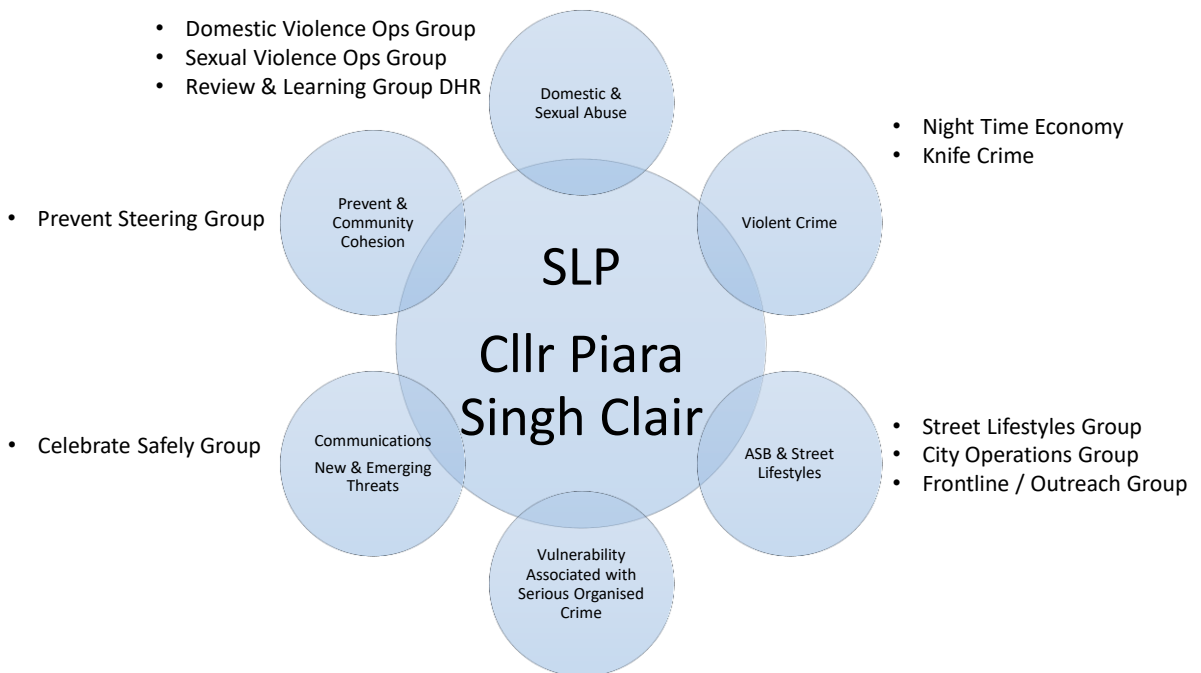 • Domestic Violence Ops Group
• Sexual Violence Ops Group
• Review & Learning Group DHR
Domestic &
Sexual Abuse
• Night Time Economy
• Knife Crime
Violent Crime
• Prevent Steering Group
Prevent &
Community
Cohesion
SLP
Cllr Piara
Singh Clair
• Celebrate Safely Group
Communications
New & Emerging
Threats
ASB & Street
Lifestyles
• Street Lifestyles Group
• City Operations Group
• Frontline / Outreach Group
Vulnerability
Associated with
Serious Organised
Crime